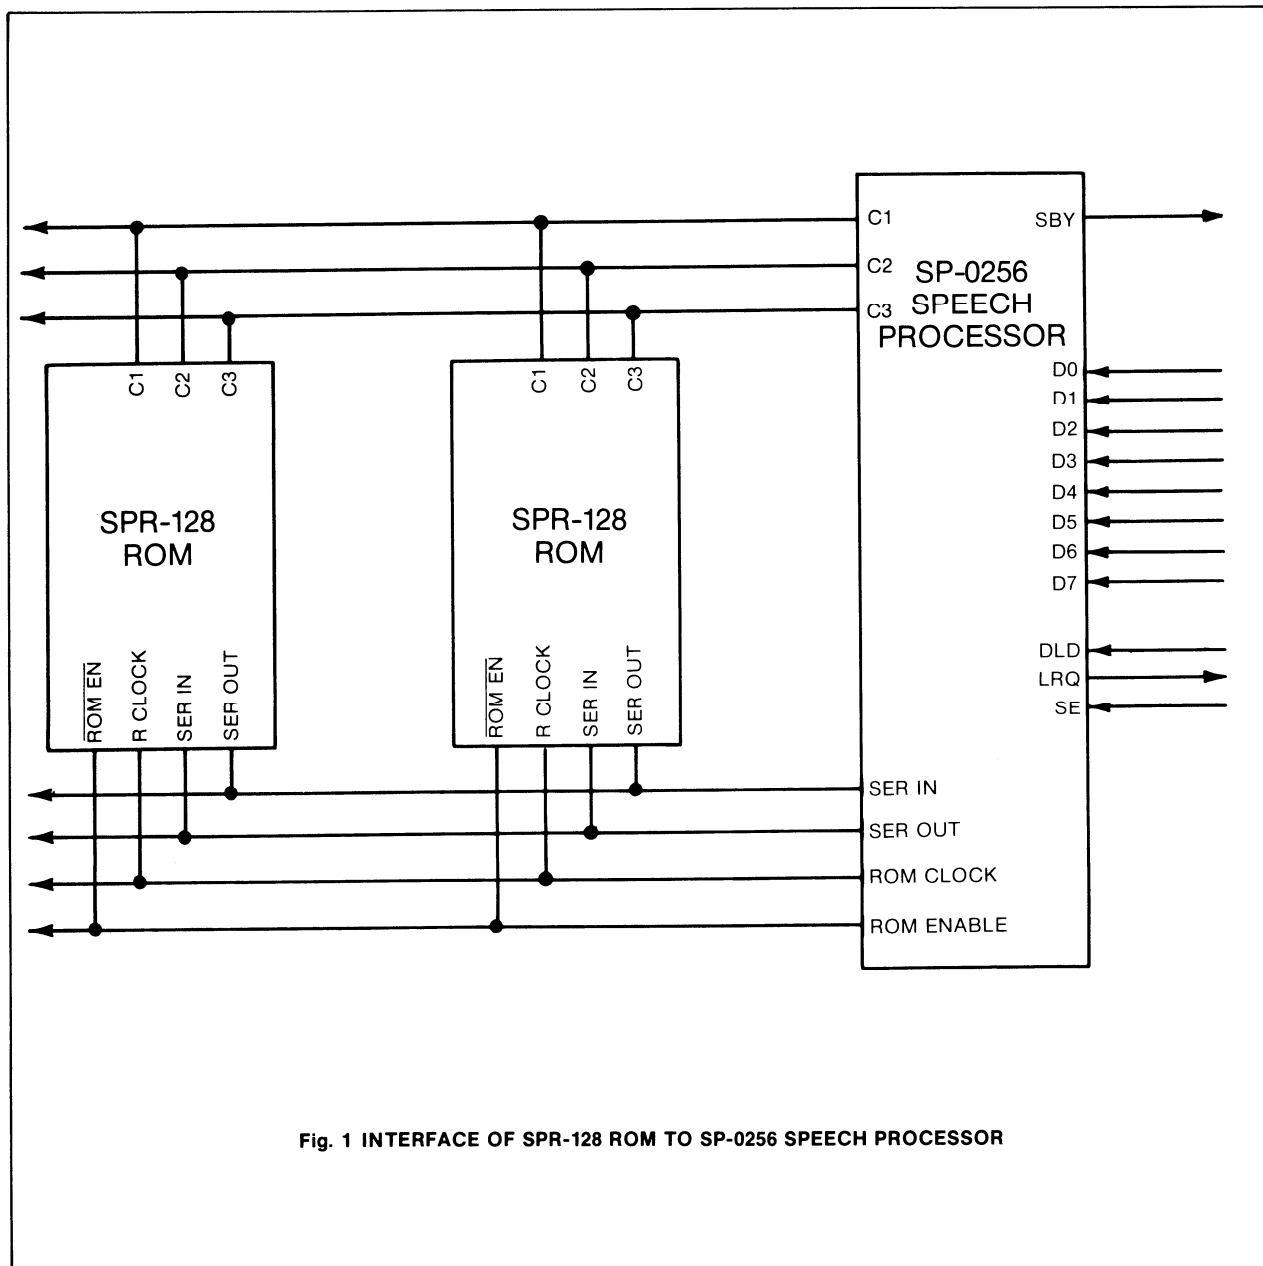 C1
SBY
C2
SP-0256
SPEECH
PROCESSOR
C3
D0
D1
D2
D3
D4
D5
D6
D7
DLD
LRQ
SE
SER IN
SER OUT
ROM CLOCK
ROM ENABLE
C1
C2
C3
SPR-128
ROM
ROM EN
R CLOCK
SER IN
SER OUT
C1
C2
C3
SPR-128
ROM
ROM EN
R CLOCK
SER IN
SER OUT
Fig. 1 INTERFACE OF SPR-128 ROM TO SP-0256 SPEECH PROCESSOR